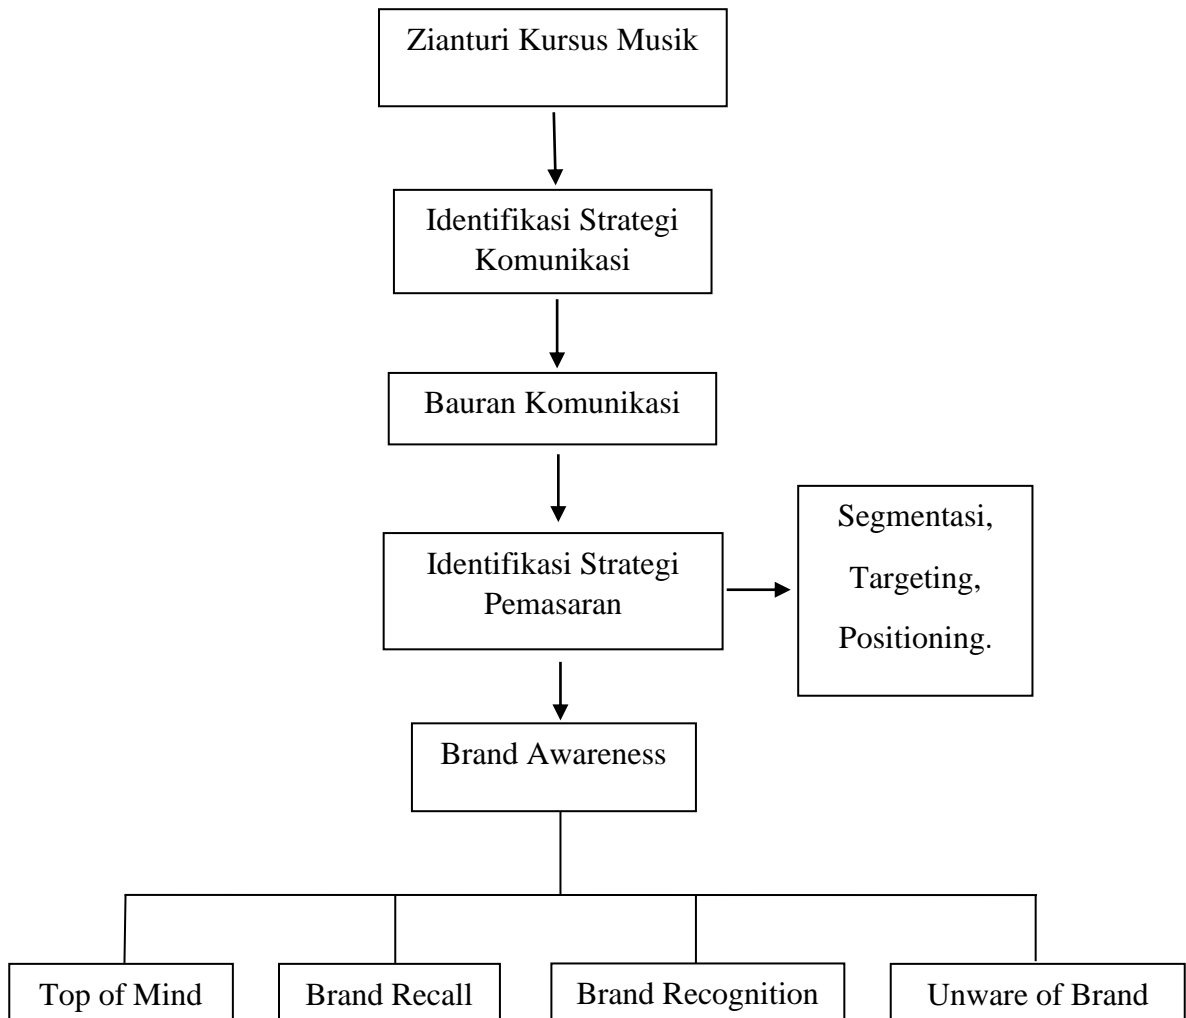 Zianturi Kursus Musik
Identifikasi Strategi
Komunikasi
Bauran Komunikasi
Identifikasi Strategi
Pemasaran
Segmentasi,
Targeting,
Positioning.
Brand Awareness
Top of Mind
Brand Recall
Brand Recognition
Unware of Brand